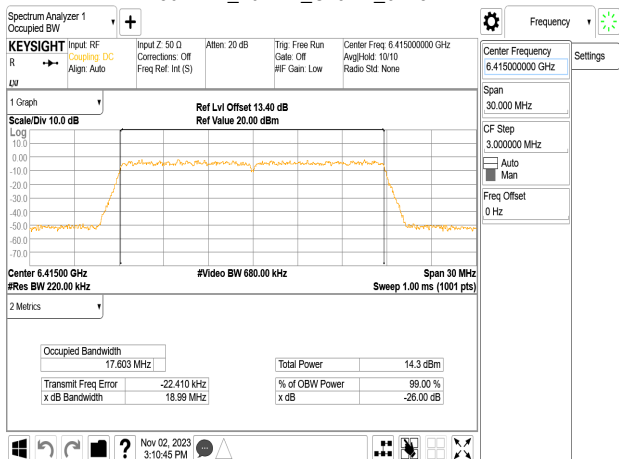 Spectrum Analyzer 1
Occupied BW
Frequency
KEYSIGHT
R
LXI
Input: RF
Coupling: DC
Align: Auto
Input Z: 50 Ω
Corrections: Off
Freq Ref: Int (S)
Atten: 20 dB
Trig: Free Run
Gate: Off
#IF Gain: Low
Center Freq: 6.415000000 GHz
Avg|Hold: 10/10
Radio Std: None
Center Frequency
6.415000000 GHz
Settings
Span
30.000 MHz
CF Step
3.000000 MHz
Auto
Man
Freq Offset
0 Hz
1 Graph
Ref Lvl Offset 13.40 dB
Scale/Div 10.0 dB
Ref Value 20.00 dBm
Log
10.0
0.00
-10.0
-20.0
-30.0
-40.0
-50.0
-60.0
-70.0
Center 6.41500 GHz
#Video BW 680.00 kHz
Span 30 MHz
#Res BW 220.00 kHz
Sweep 1.00 ms (1001 pts)
2 Metrics
Occupied Bandwidth
17.603 MHz
Total Power 14.3 dBm
Transmit Freq Error -22.410 kHz
% of OBW Power 99.00 %
x dB Bandwidth 18.99 MHz
x dB -26.00 dB
Nov 02, 2023
3:10:45 PM